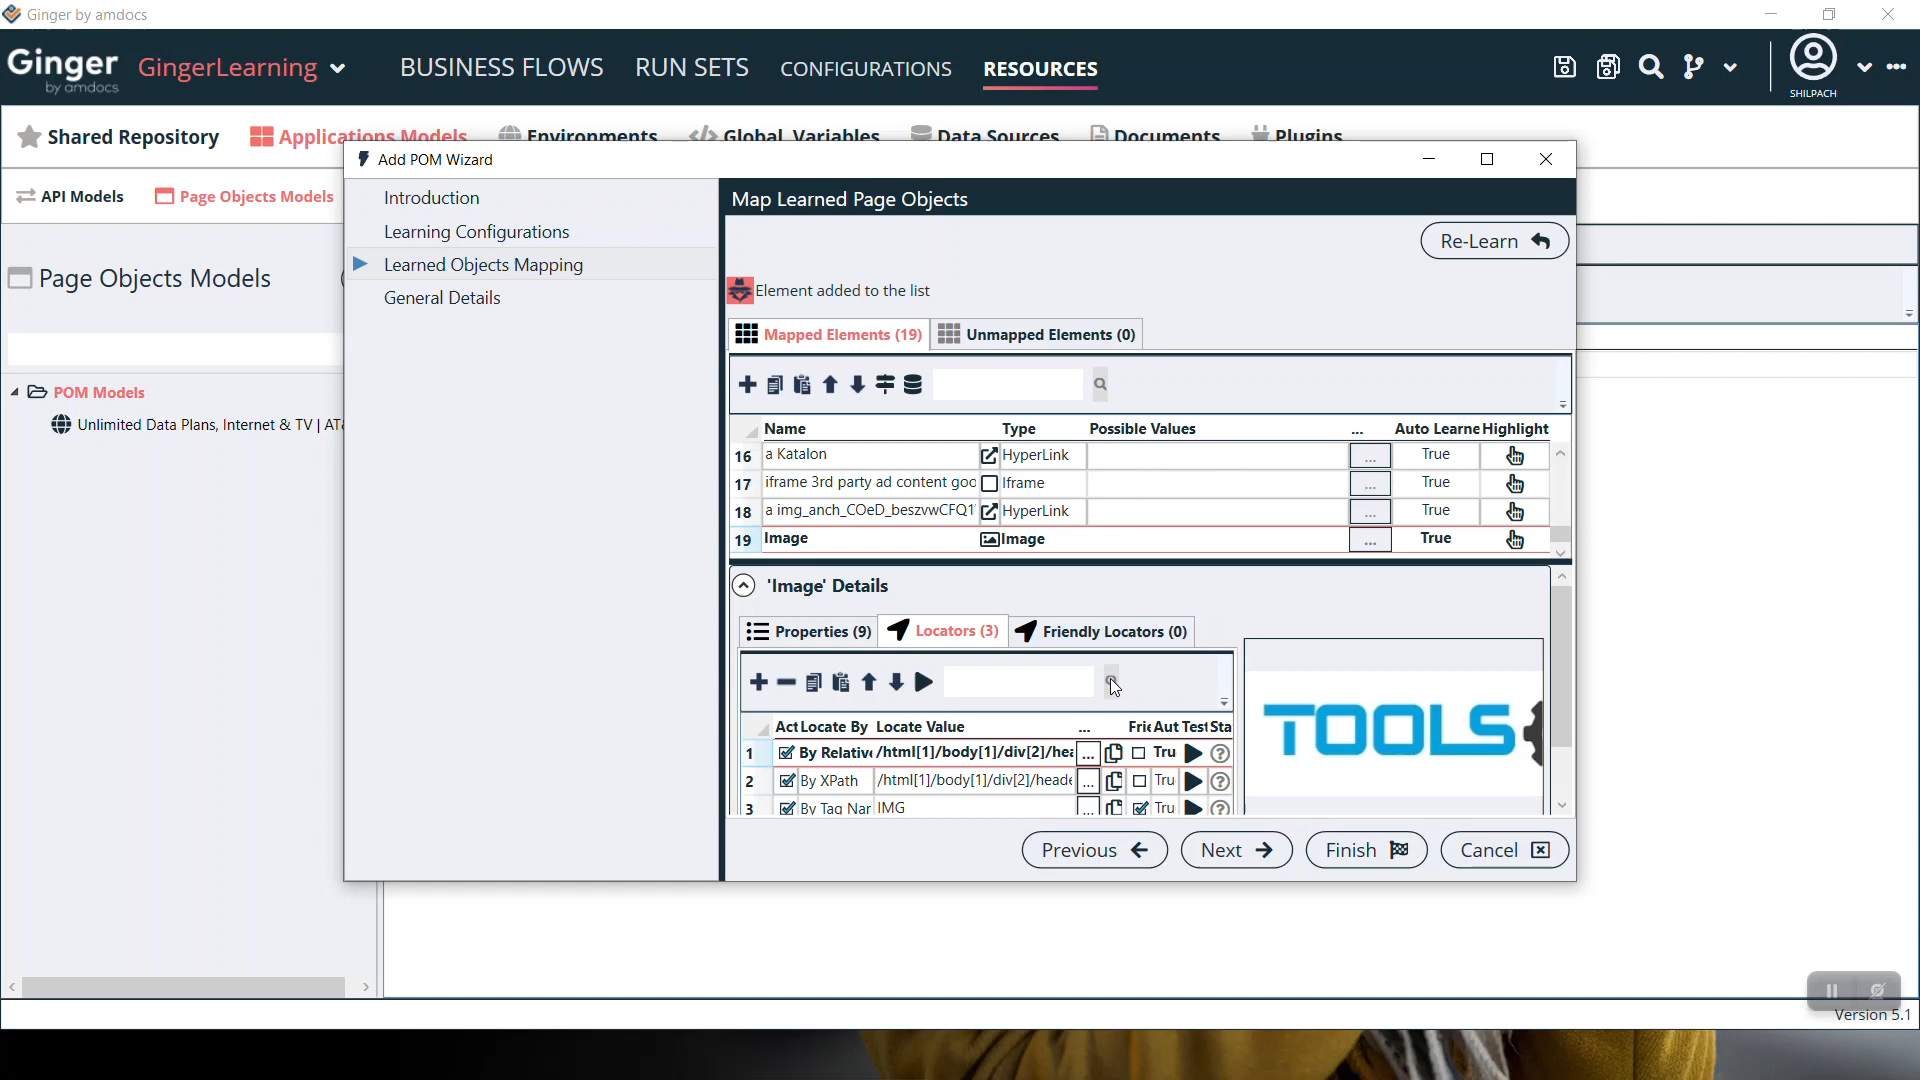 Ginger by amdocs
Ginger by amdocs GingerLearning BUSINESS FLOWS RUN SETS CONFIGURATIONS RESOURCES SHILPACH
Shared Repository Applications Models Environments Global Variables Data Sources Documents Plugins
Add POM Wizard
API Models Page Objects Models
Introduction
Map Learned Page Objects
Learning Configurations
Re-Learn
Learned Objects Mapping
Page Objects Models
General Details
Element added to the list
Mapped Elements (19) Unmapped Elements (0)
POM Models
Unlimited Data Plans, Internet & TV | AT
Name Type Possible Values ... Auto Learne Highlight
16 a Katalon HyperLink ... True
17 iframe 3rd party ad content goo Iframe ... True
18 a img_anch_COeD_beszvwCFQ1 HyperLink ... True
19 Image Image ... True
'Image' Details
Properties (9) Locators (3) Friendly Locators (0)
Act Locate By Locate Value ... Frie Aut Test Sta
1 By Relative /html[1]/body[1]/div[2]/hea ... Tru
2 By XPath /html[1]/body[1]/div[2]/heade ... Tru
3 By Tag Nar IMG ... Tru
TOOLS
Previous Next Finish Cancel
Version 5.1